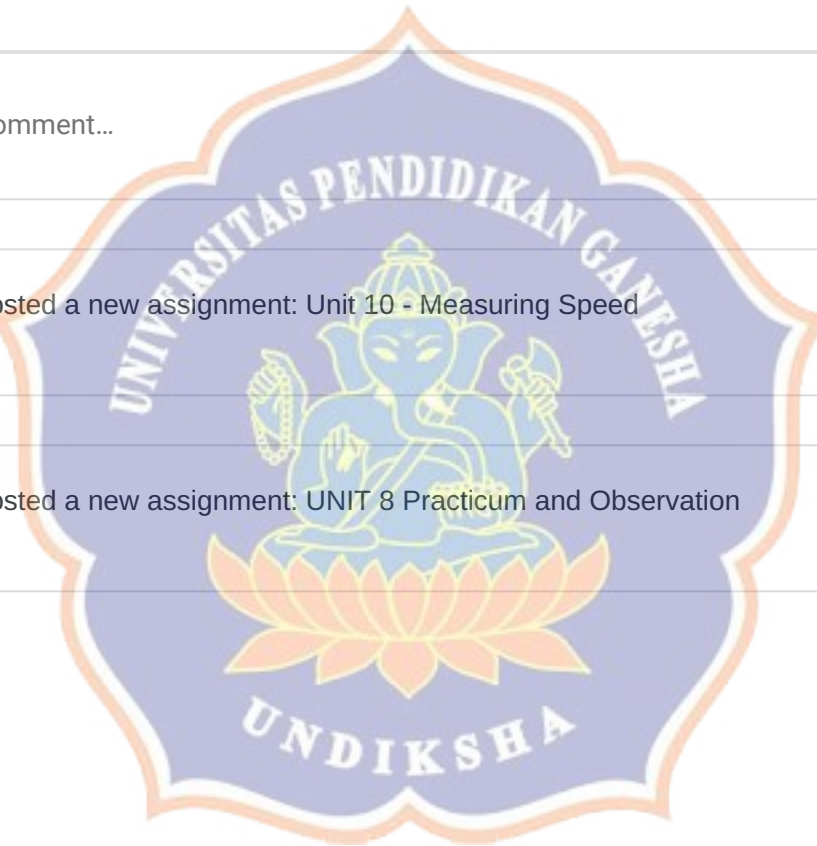 omment…
UNIVERSITAS PENDIDIKAN GANESHA
osted a new assignment: Unit 10 - Measuring Speed
osted a new assignment: UNIT 8 Practicum and Observation
UNDIKSHA